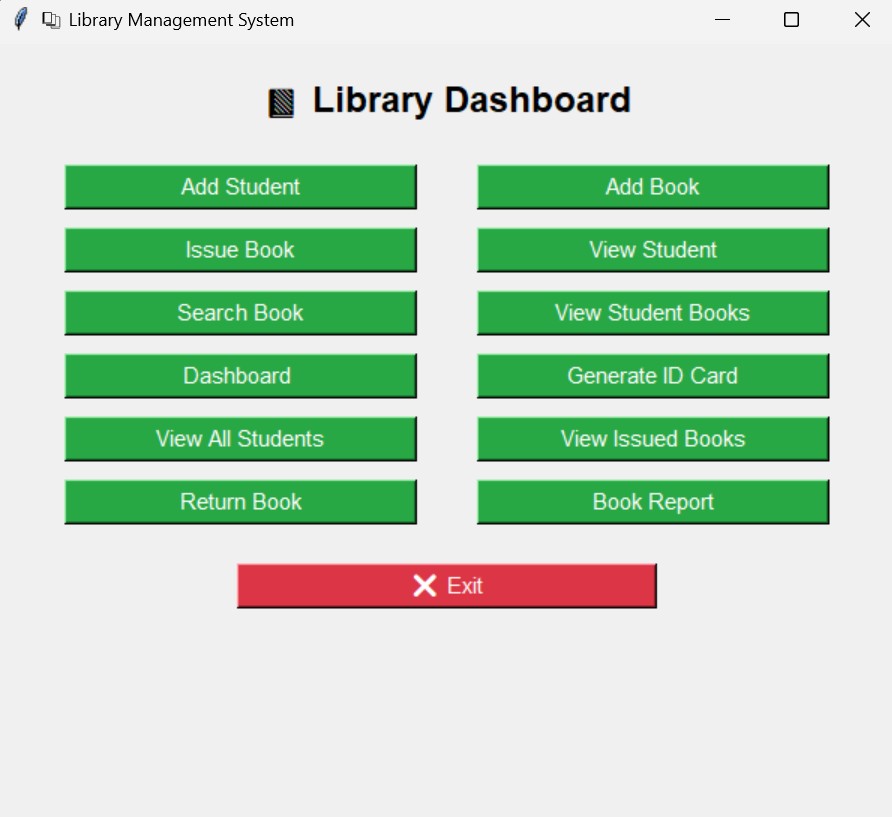 Library Management System
Library Dashboard
Add Student Add Book
Issue Book View Student
Search Book View Student Books
Dashboard Generate ID Card
View All Students View Issued Books
Return Book Book Report
Exit